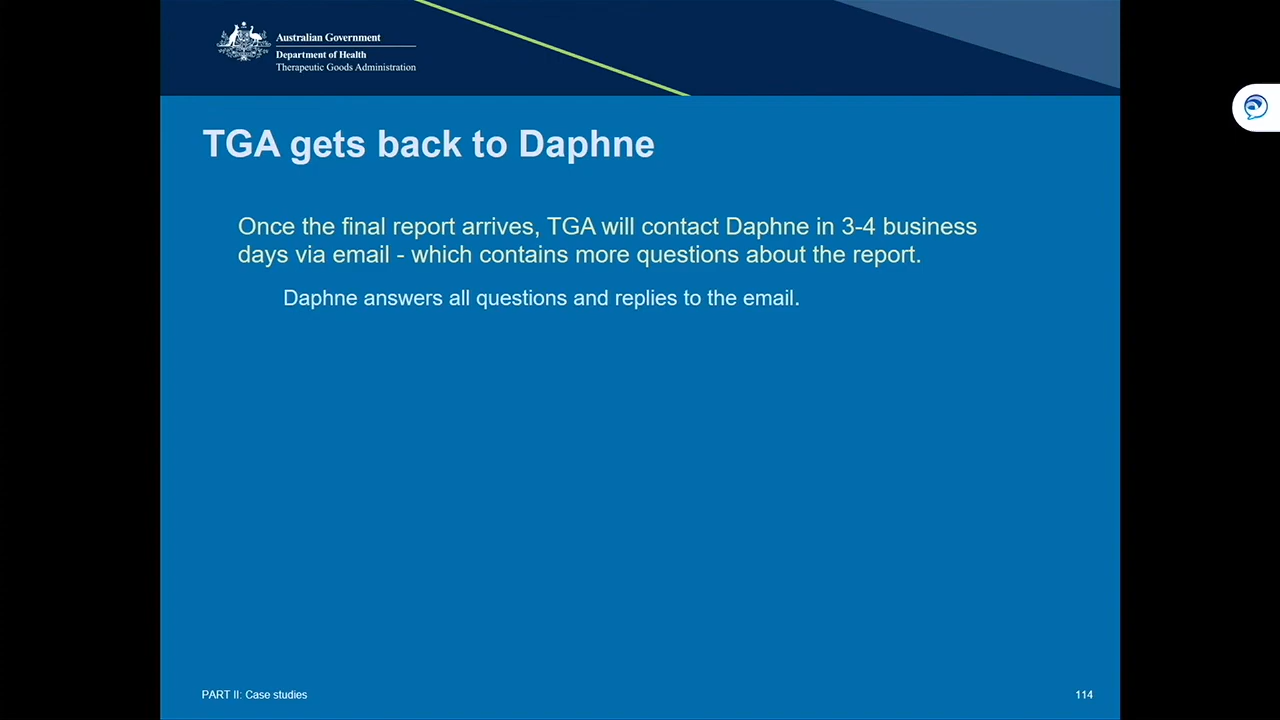 Australian Government
Department of Health
Therapeutic Goods Administration
TGA gets back to Daphne
Once the final report arrives, TGA will contact Daphne in 3-4 business
days via email - which contains more questions about the report.
Daphne answers all questions and replies to the email.
PART II: Case studies
114